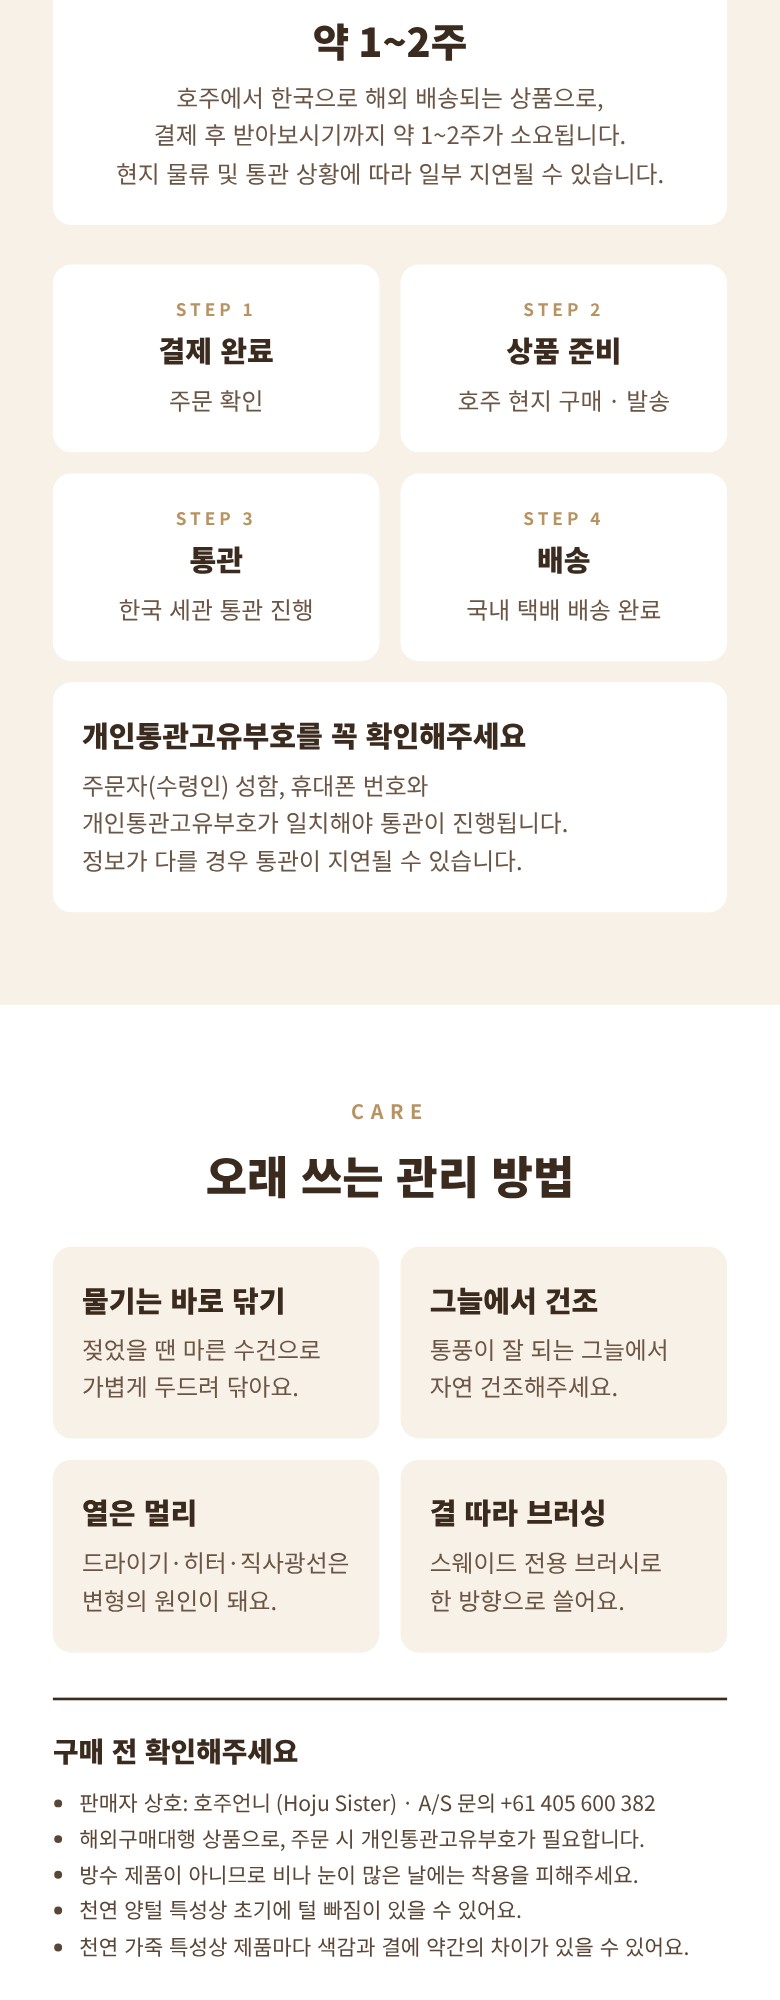 약 1~2주
호주에서 한국으로 해외 배송되는 상품으로,
결제 후 받아보시기까지 약 1~2주가 소요됩니다.
현지 물류 및 통관 상황에 따라 일부 지연될 수 있습니다.
STEP 1
결제 완료
주문 확인
STEP 2
상품 준비
호주 현지 구매 · 발송
STEP 3
통관
한국 세관 통관 진행
STEP 4
배송
국내 택배 배송 완료
개인통관고유부호를 꼭 확인해주세요
주문자(수령인) 성함, 휴대폰 번호와
개인통관고유부호가 일치해야 통관이 진행됩니다.
정보가 다를 경우 통관이 지연될 수 있습니다.
CARE
오래 쓰는 관리 방법
물기는 바로 닦기
젖었을 땐 마른 수건으로
가볍게 두드려 닦아요.
그늘에서 건조
통풍이 잘 되는 그늘에서
자연 건조해주세요.
열은 멀리
드라이기·히터·직사광선은
변형의 원인이 돼요.
결 따라 브러싱
스웨이드 전용 브러시로
한 방향으로 쓸어요.
구매 전 확인해주세요
• 판매자 상호: 호주언니 (Hoju Sister) · A/S 문의 +61 405 600 382
• 해외구매대행 상품으로, 주문 시 개인통관고유부호가 필요합니다.
• 방수 제품이 아니므로 비나 눈이 많은 날에는 착용을 피해주세요.
• 천연 양털 특성상 초기에 털 빠짐이 있을 수 있어요.
• 천연 가죽 특성상 제품마다 색감과 결에 약간의 차이가 있을 수 있어요.